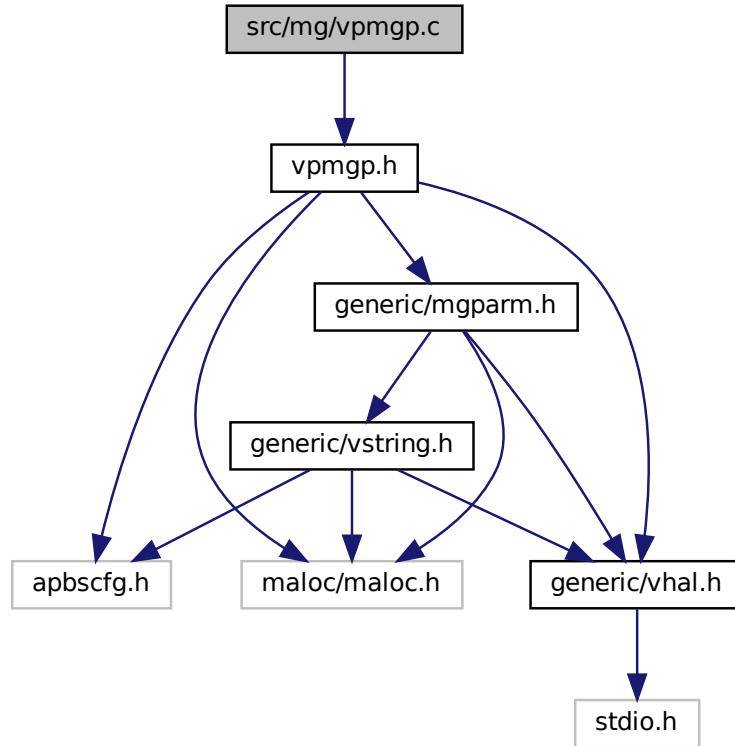 src/mg/vpmgp.c
vpmgp.h
generic/mgparm.h
generic/vstring.h
apbscfg.h
maloc/maloc.h
generic/vhal.h
stdio.h